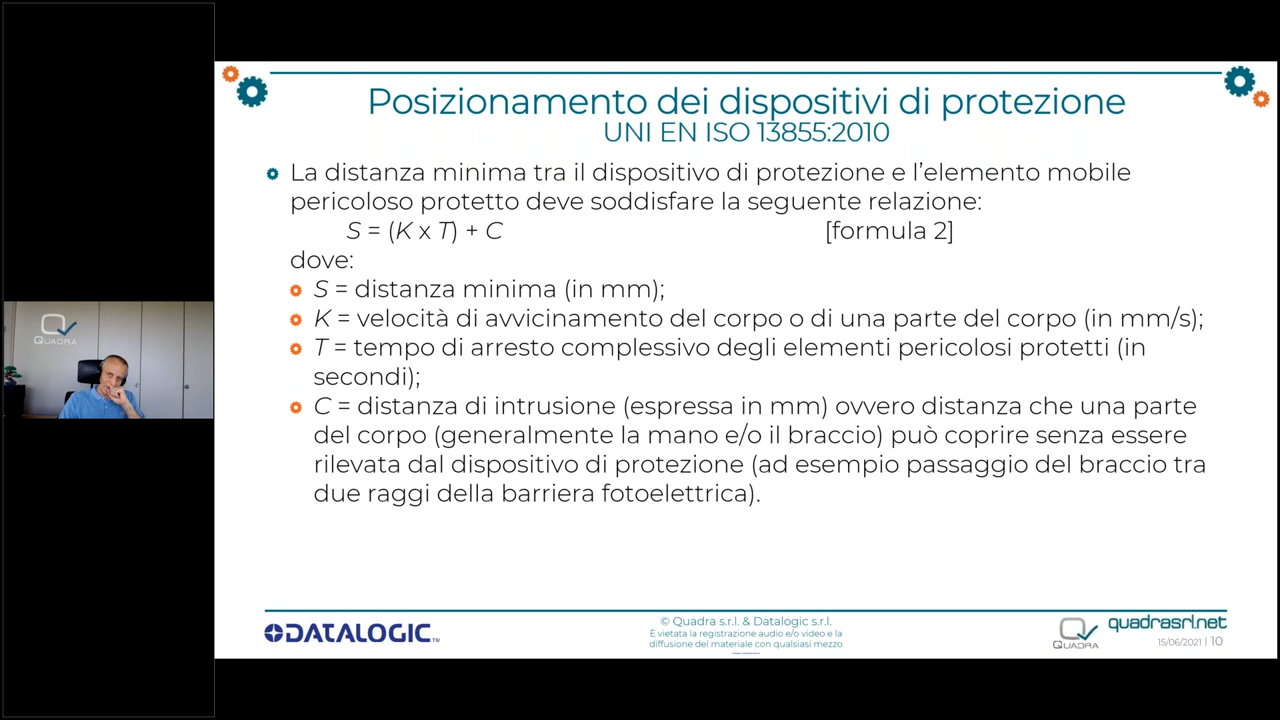 Posizionamento dei dispositivi di protezione
UNI EN ISO 13855:2010
La distanza minima tra il dispositivo di protezione e l'elemento mobile
pericoloso protetto deve soddisfare la seguente relazione:
S = (K x T) + C [formula 2]
dove:
S = distanza minima (in mm);
K = velocità di avvicinamento del corpo o di una parte del corpo (in mm/s);
T = tempo di arresto complessivo degli elementi pericolosi protetti (in
secondi);
C = distanza di intrusione (espressa in mm) ovvero distanza che una parte
del corpo (generalmente la mano e/o il braccio) può coprire senza essere
rilevata dal dispositivo di protezione (ad esempio passaggio del braccio tra
due raggi della barriera fotoelettrica).
QUADRA
DATALOGIC™
© Quadra s.r.l. & Datalogic s.r.l.
È vietata la registrazione audio e/o video e la
diffusione del materiale con qualsiasi mezzo
QUADRA
quadrasrl.net
15/06/2021 | 10